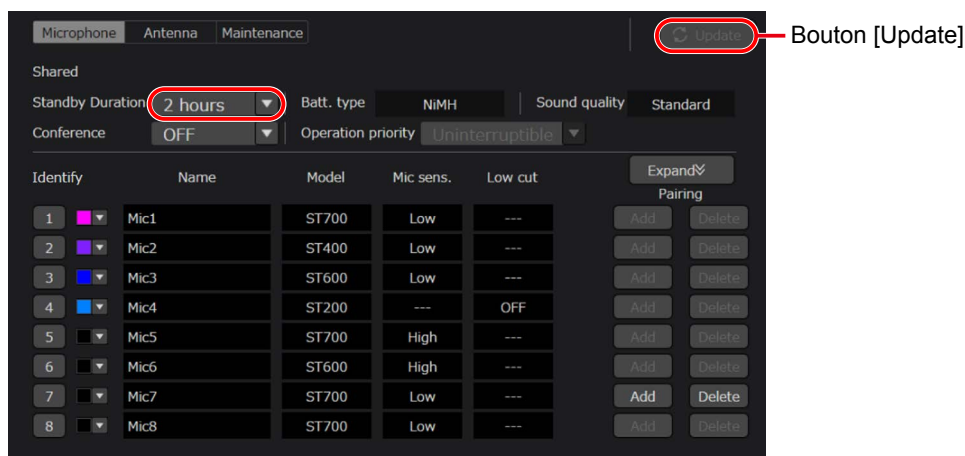 Microphone Antenna Maintenance Update Bouton [Update]
Shared
Standby Duration 2 hours Batt. type NiMH Sound quality Standard
Conference OFF Operation priority Uninterruptible
Identify Name Model Mic sens. Low cut Expand
Pairing
1 Mic1 ST700 Low --- Add Delete
2 Mic2 ST400 Low --- Add Delete
3 Mic3 ST600 Low --- Add Delete
4 Mic4 ST200 --- OFF Add Delete
5 Mic5 ST700 High --- Add Delete
6 Mic6 ST600 High --- Add Delete
7 Mic7 ST700 Low --- Add Delete
8 Mic8 ST700 Low --- Add Delete